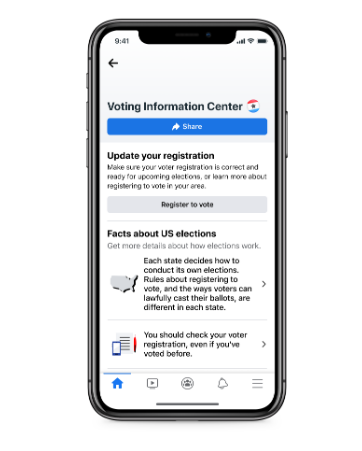 9:41
Voting Information Center
Share
Update your registration
Make sure your voter registration is correct and
ready for upcoming elections, or learn more about
registering to vote in your area.
Register to vote
Facts about US elections
Get more details about how elections work.
Each state decides how to
conduct its own elections.
Rules about registering to
vote, and the ways voters can
lawfully cast their ballots, are
different in each state.
You should check your voter
registration, even if you've
voted before.